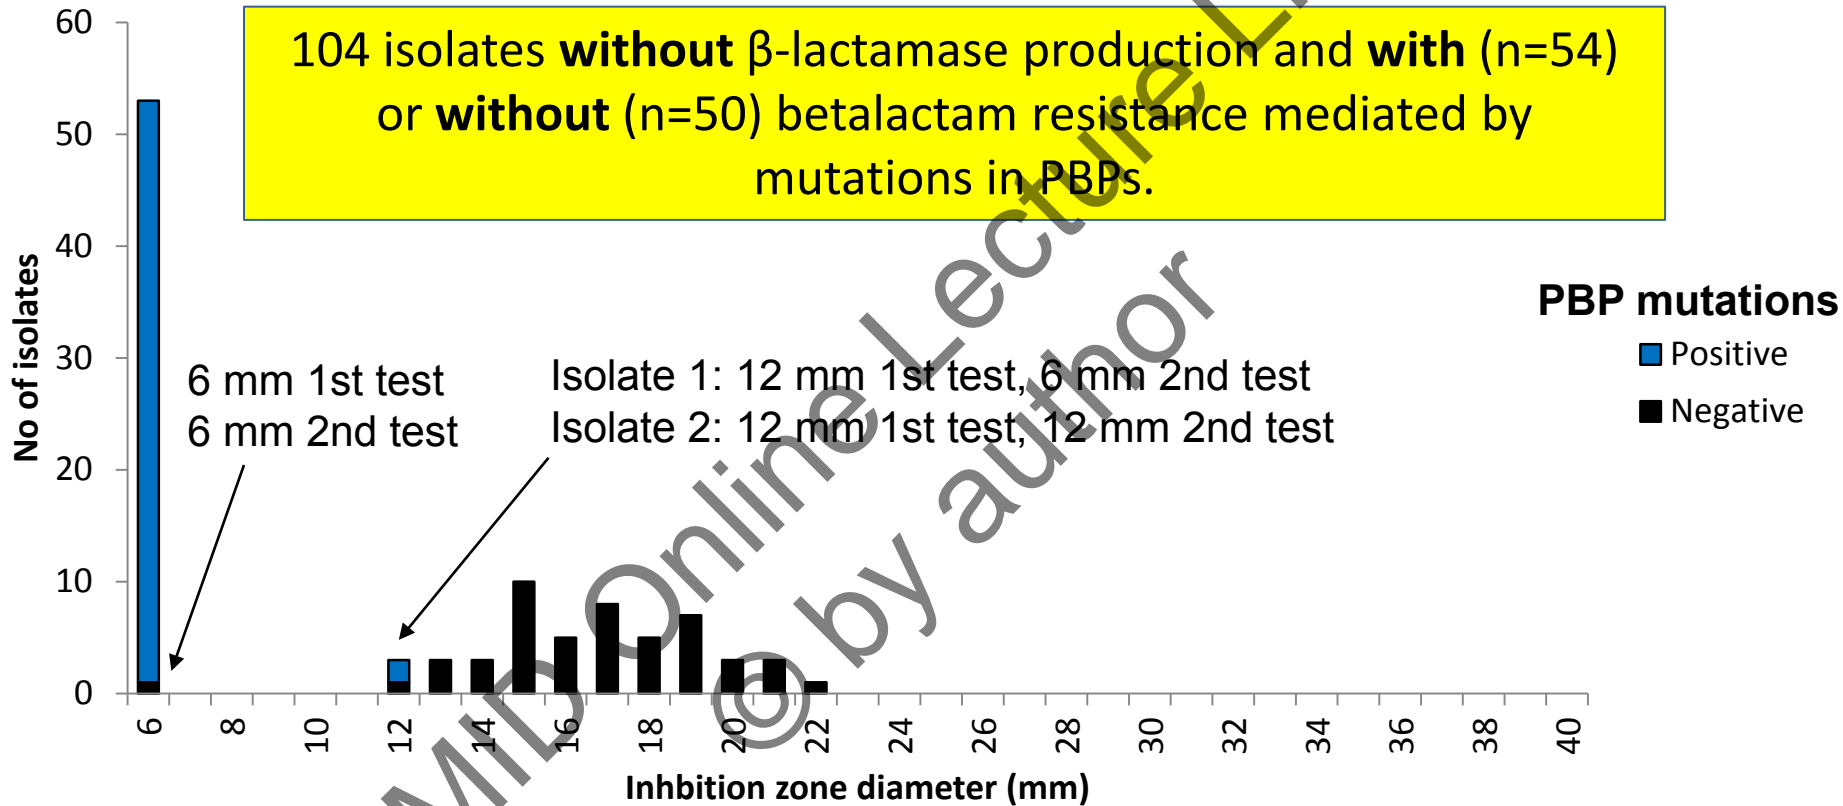 104 isolates without β-lactamase production and with (n=54)
or without (n=50) betalactam resistance mediated by
mutations in PBPs.
60
50
40
30
20
10
0
No of isolates
6 mm 1st test
6 mm 2nd test
Isolate 1: 12 mm 1st test, 6 mm 2nd test
Isolate 2: 12 mm 1st test, 12 mm 2nd test
PBP mutations
Positive
Negative
6 8 10 12 14 16 18 20 22 24 26 28 30 32 34 36 38 40
Inhbition zone diameter (mm)
MID Online Lecture Li
© by author